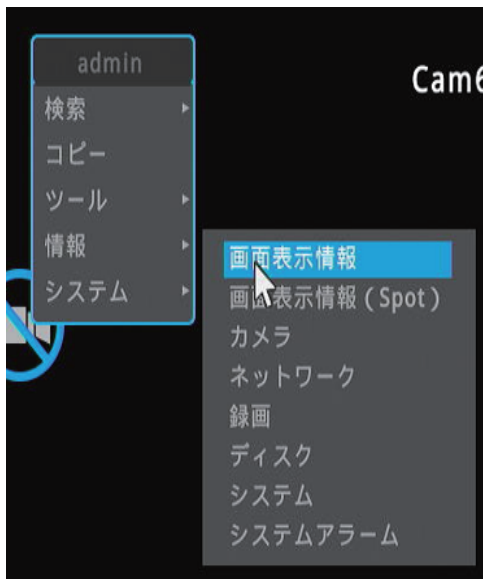 admin
検索
コピー
ツール
情報
システム
Cam6
画面表示情報
画面表示情報 ( Spot )
カメラ
ネットワーク
録画
ディスク
システム
システムアラーム